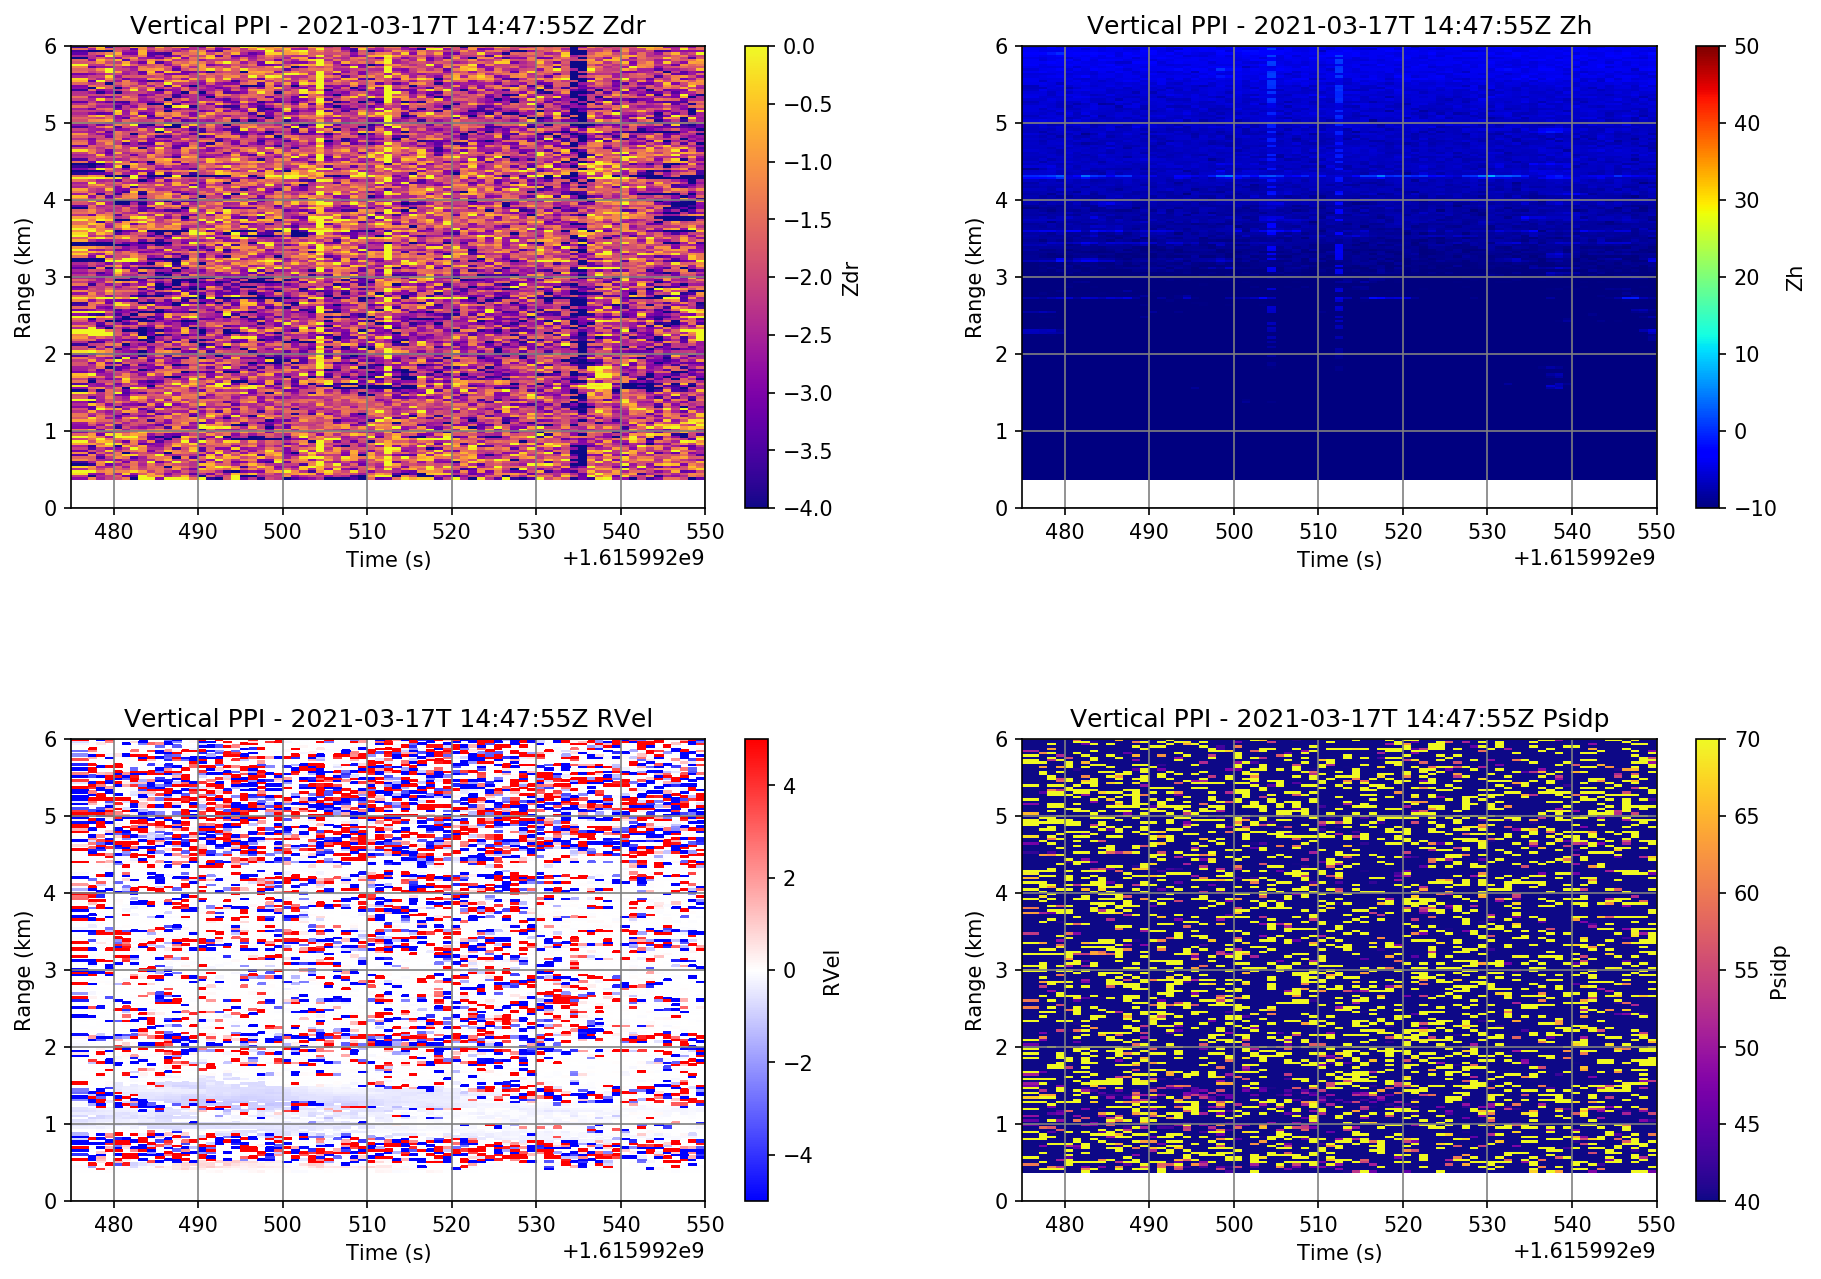 Vertical PPI - 2021-03-17T 14:47:55Z Zdr
6
5
4
3
2
1
0
Range (km)
480 490 500 510 520 530 540 550
Time (s)
+1.615992e9
0.0
−0.5
−1.0
−1.5
−2.0
−2.5
−3.0
−3.5
−4.0
Zdr
Vertical PPI - 2021-03-17T 14:47:55Z Zh
6
5
4
3
2
1
0
Range (km)
480 490 500 510 520 530 540 550
Time (s)
+1.615992e9
50
40
30
20
10
0
−10
Zh
Vertical PPI - 2021-03-17T 14:47:55Z RVel
6
5
4
3
2
1
0
Range (km)
480 490 500 510 520 530 540 550
Time (s)
+1.615992e9
4
2
0
−2
−4
RVel
Vertical PPI - 2021-03-17T 14:47:55Z Psidp
6
5
4
3
2
1
0
Range (km)
480 490 500 510 520 530 540 550
Time (s)
+1.615992e9
70
65
60
55
50
45
40
Psidp